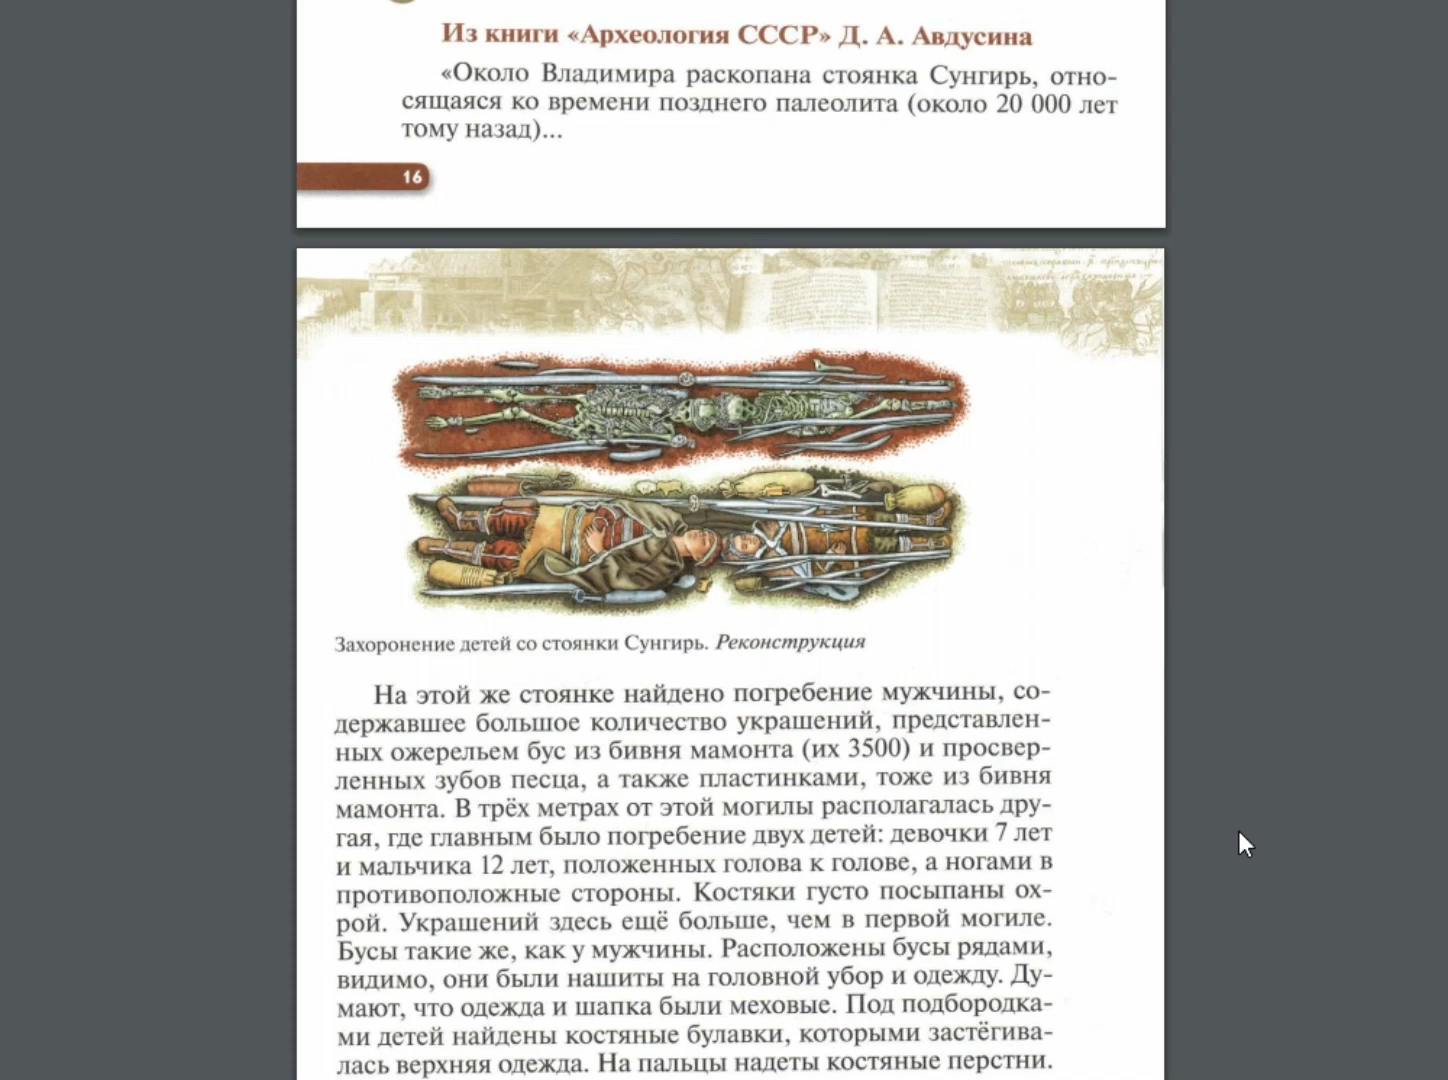 Из книги «Археология СССР» Д. А. Авдусина
«Около Владимира раскопана стоянка Сунгирь, отно-
сящаяся ко времени позднего палеолита (около 20 000 лет
тому назад)...
16
Захоронение детей со стоянки Сунгирь. Реконструкция
На этой же стоянке найдено погребение мужчины, со-
державшее большое количество украшений, представлен-
ных ожерельем бус из бивня мамонта (их 3500) и просвер-
ленных зубов песца, а также пластинками, тоже из бивня
мамонта. В трёх метрах от этой могилы располагалась дру-
гая, где главным было погребение двух детей: девочки 7 лет
и мальчика 12 лет, положенных голова к голове, а ногами в
противоположные стороны. Костяки густо посыпаны ох-
рой. Украшений здесь ещё больше, чем в первой могиле.
Бусы такие же, как у мужчины. Расположены бусы рядами,
видимо, они были нашиты на головной убор и одежду. Ду-
мают, что одежда и шапка были меховые. Под подбородка-
ми детей найдены костяные булавки, которыми застёгива-
лась верхняя одежда. На пальцы надеты костяные перстни.